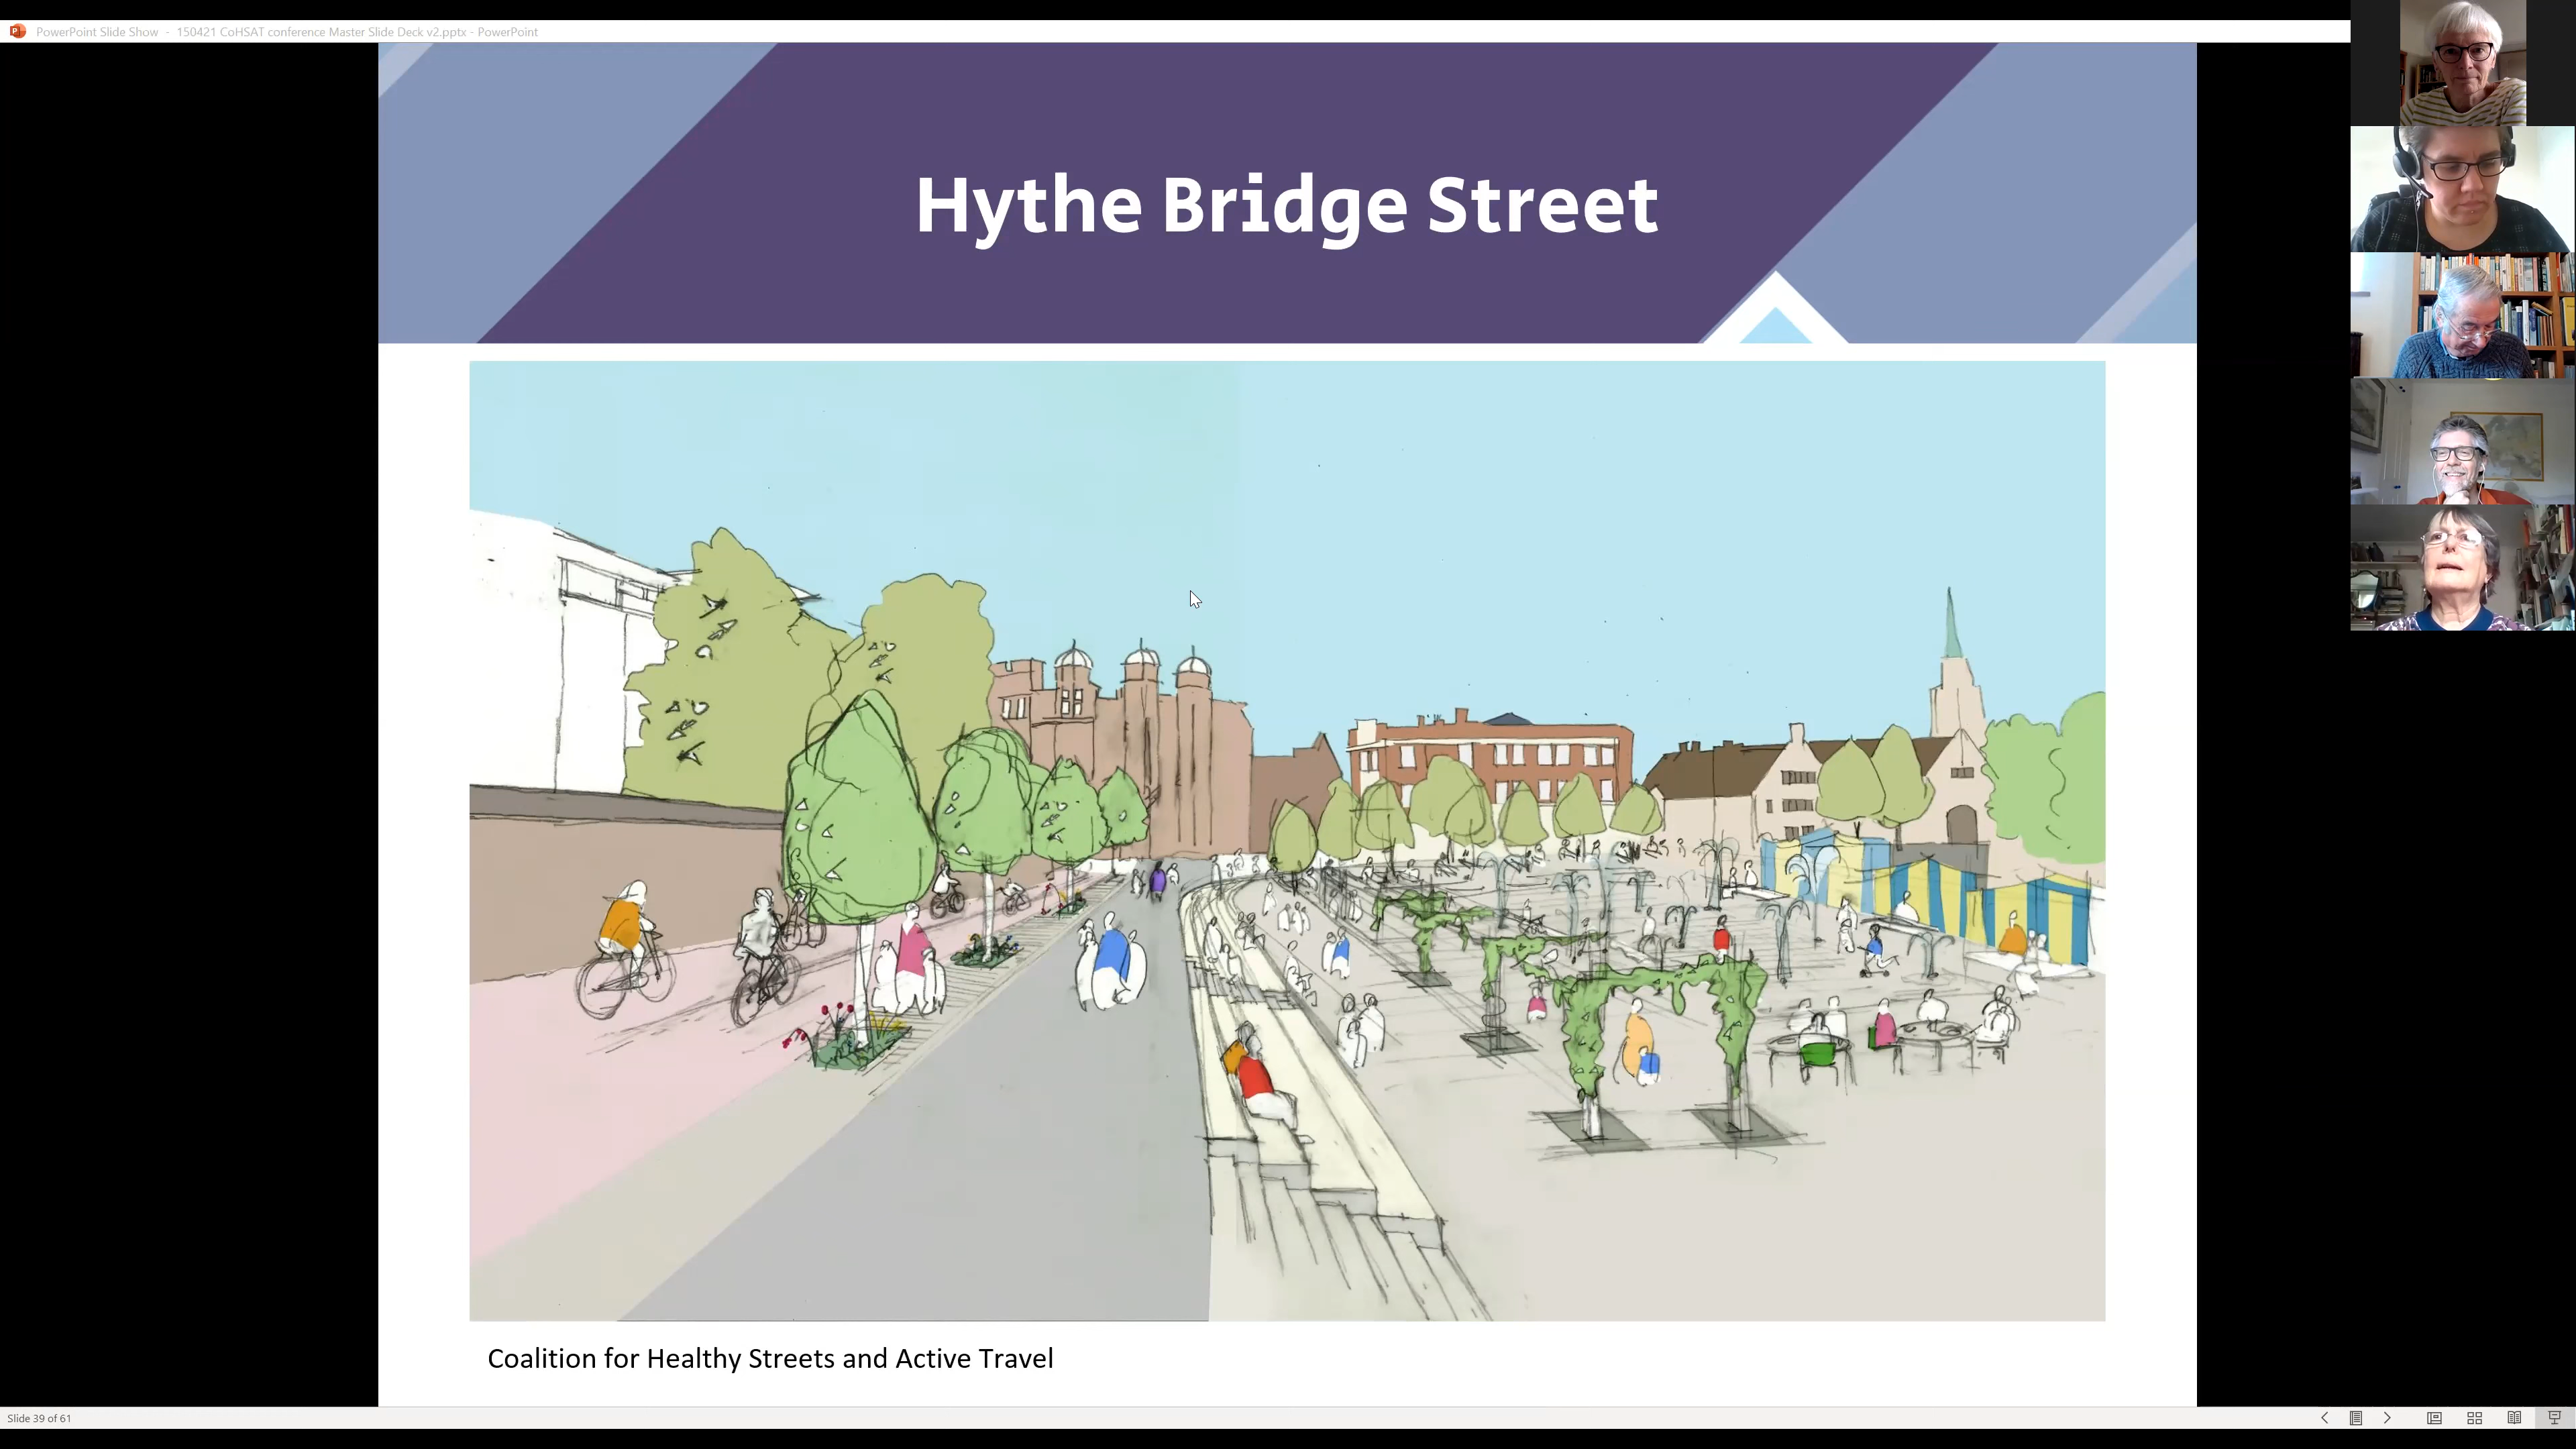 PowerPoint Slide Show - 150421 CoHSAT conference Master Slide Deck v2.pptx - PowerPoint
Hythe Bridge Street
Coalition for Healthy Streets and Active Travel
Slide 39 of 61